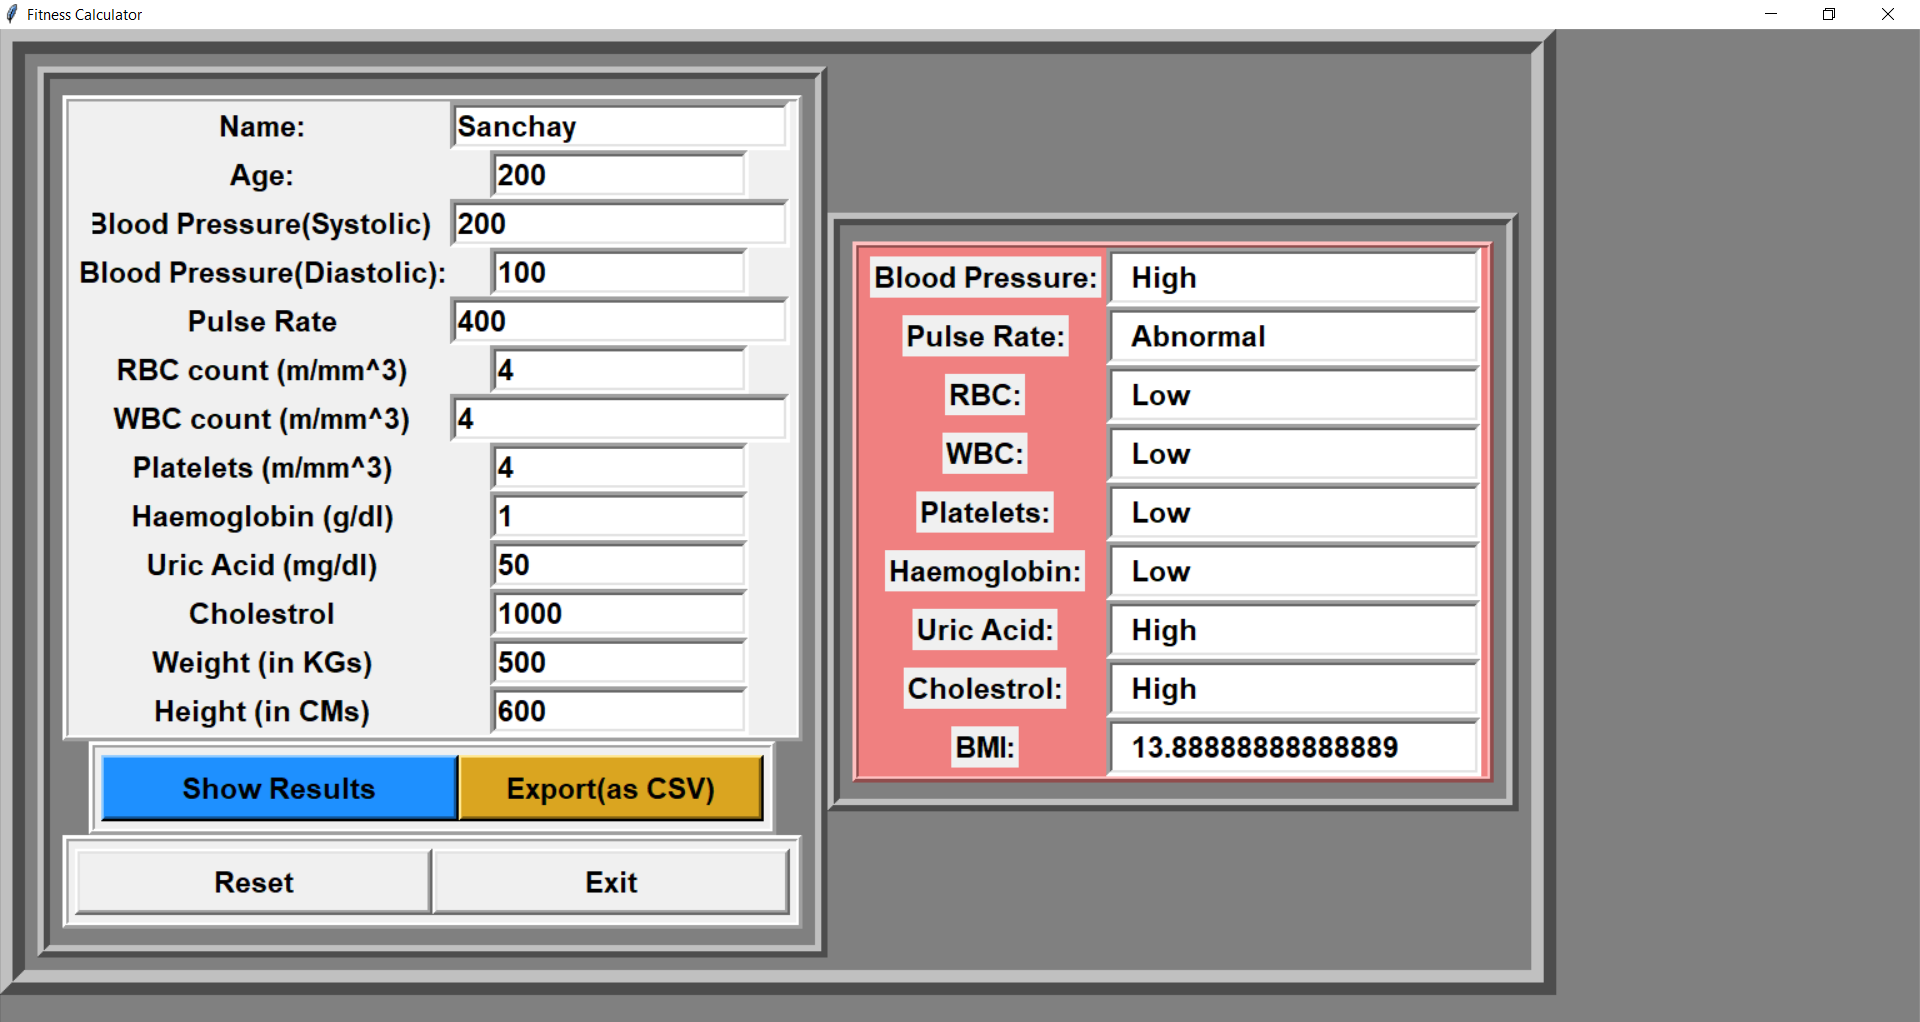 Fitness Calculator
Name: Sanchay
Age: 200
Blood Pressure(Systolic) 200
Blood Pressure(Diastolic): 100
Pulse Rate 400
RBC count (m/mm^3) 4
WBC count (m/mm^3) 4
Platelets (m/mm^3) 4
Haemoglobin (g/dl) 1
Uric Acid (mg/dl) 50
Cholestrol 1000
Weight (in KGs) 500
Height (in CMs) 600
Show Results Export(as CSV)
Reset Exit
Blood Pressure: High
Pulse Rate: Abnormal
RBC: Low
WBC: Low
Platelets: Low
Haemoglobin: Low
Uric Acid: High
Cholestrol: High
BMI: 13.88888888888889